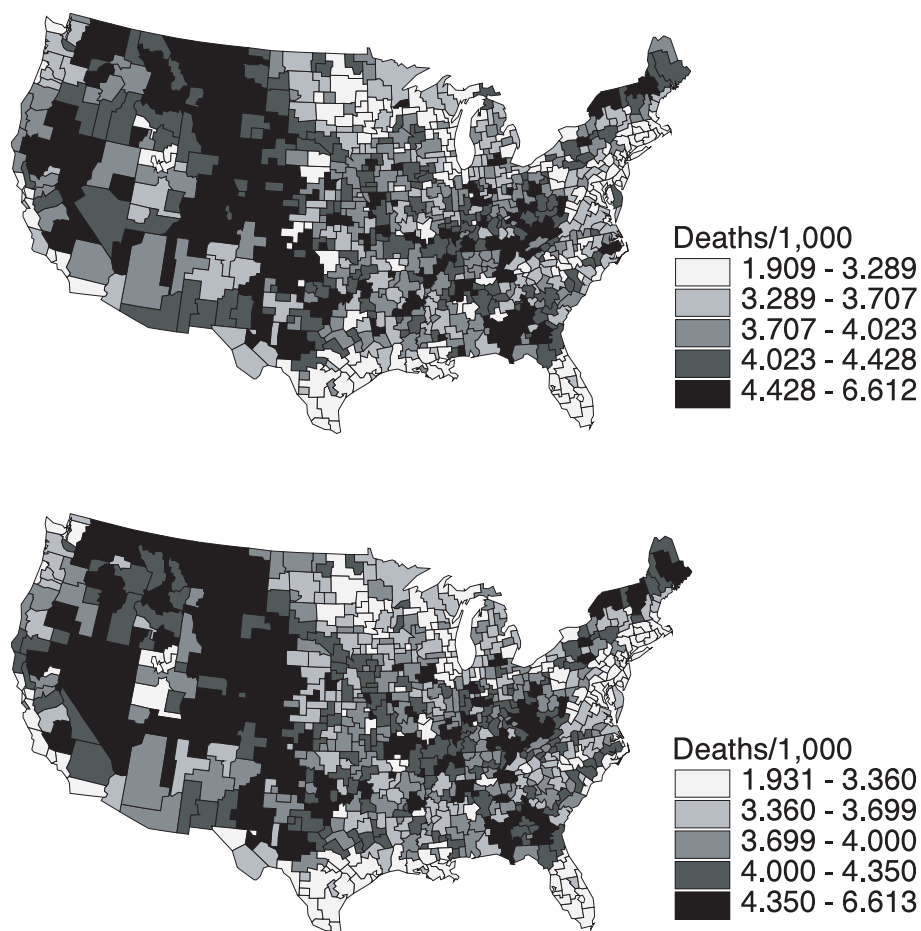 Deaths/1,000
1.909 - 3.289
3.289 - 3.707
3.707 - 4.023
4.023 - 4.428
4.428 - 6.612
Deaths/1,000
1.931 - 3.360
3.360 - 3.699
3.699 - 4.000
4.000 - 4.350
4.350 - 6.613